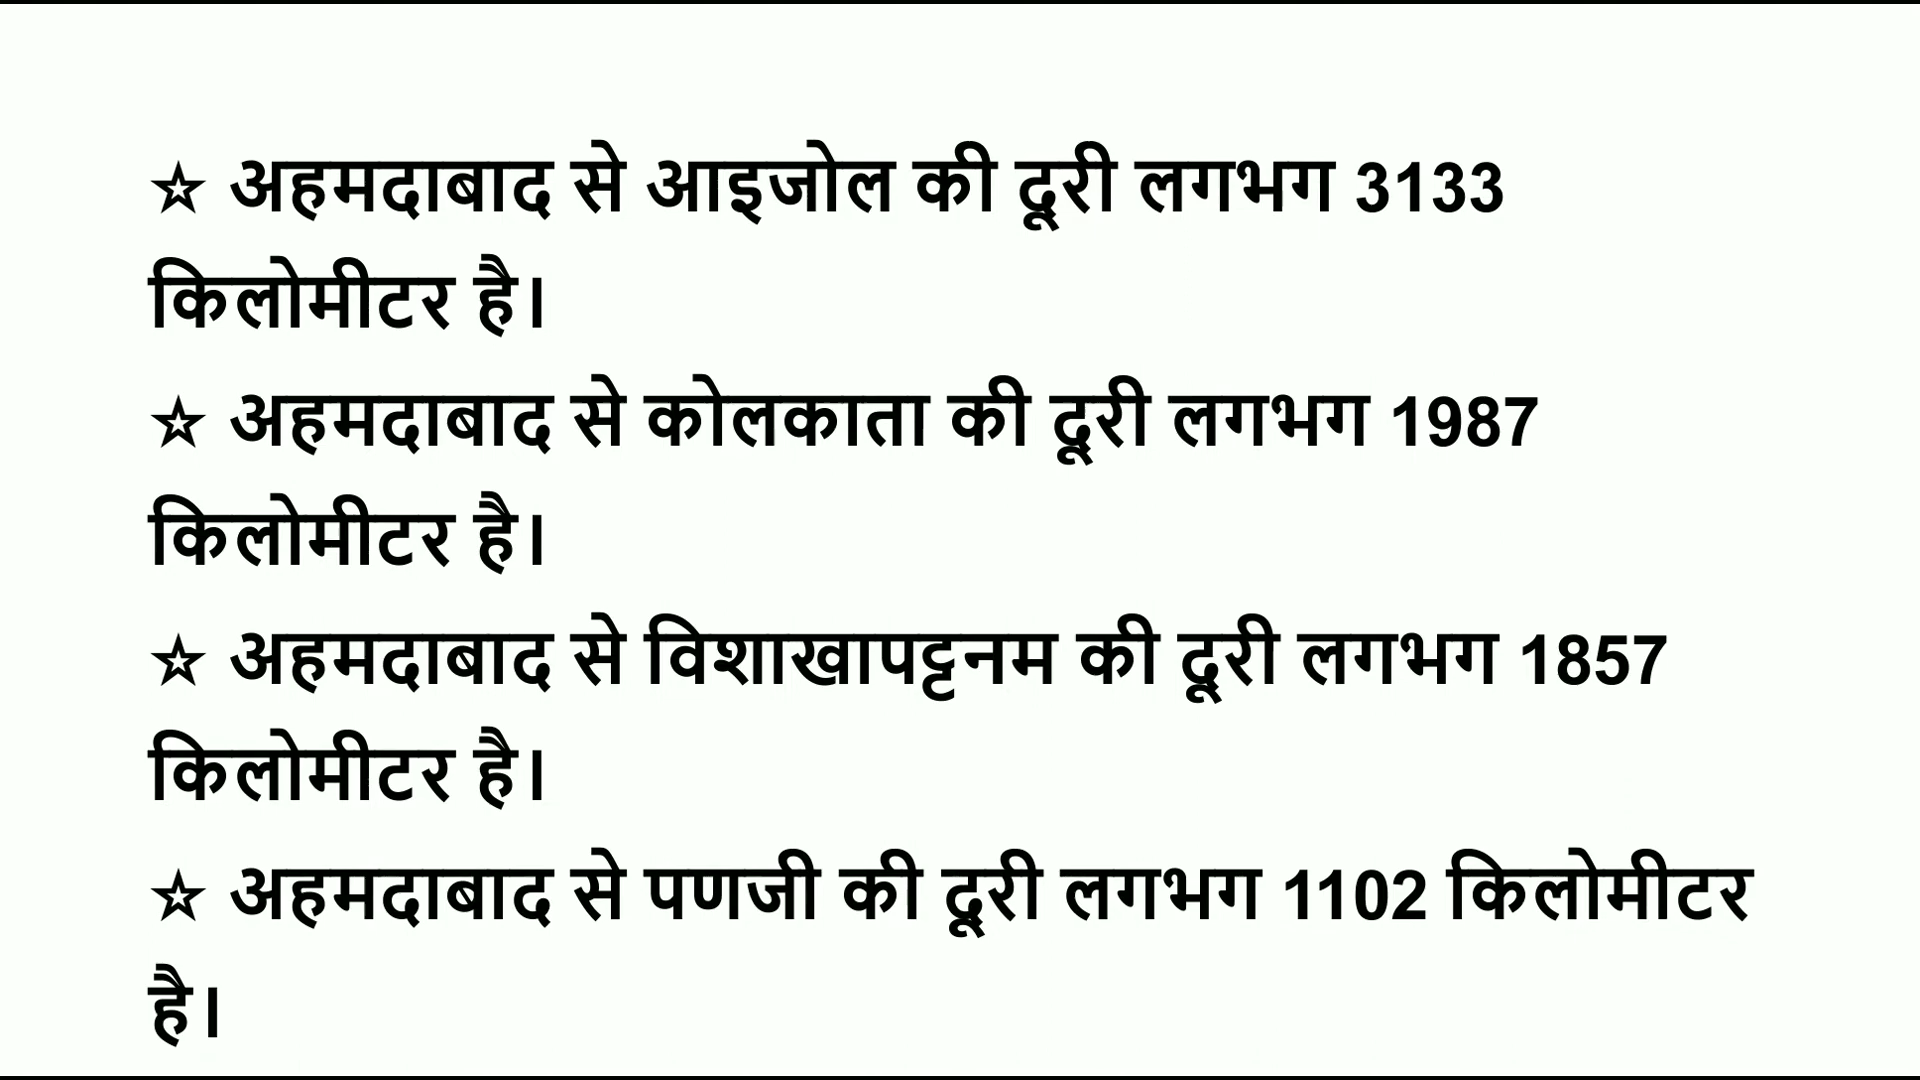 ☆ अहमदाबाद से आइजोल की दूरी लगभग 3133
किलोमीटर है।
☆ अहमदाबाद से कोलकाता की दूरी लगभग 1987
किलोमीटर है।
☆ अहमदाबाद से विशाखापट्टनम की दूरी लगभग 1857
किलोमीटर है।
☆ अहमदाबाद से पणजी की दूरी लगभग 1102 किलोमीटर
है।